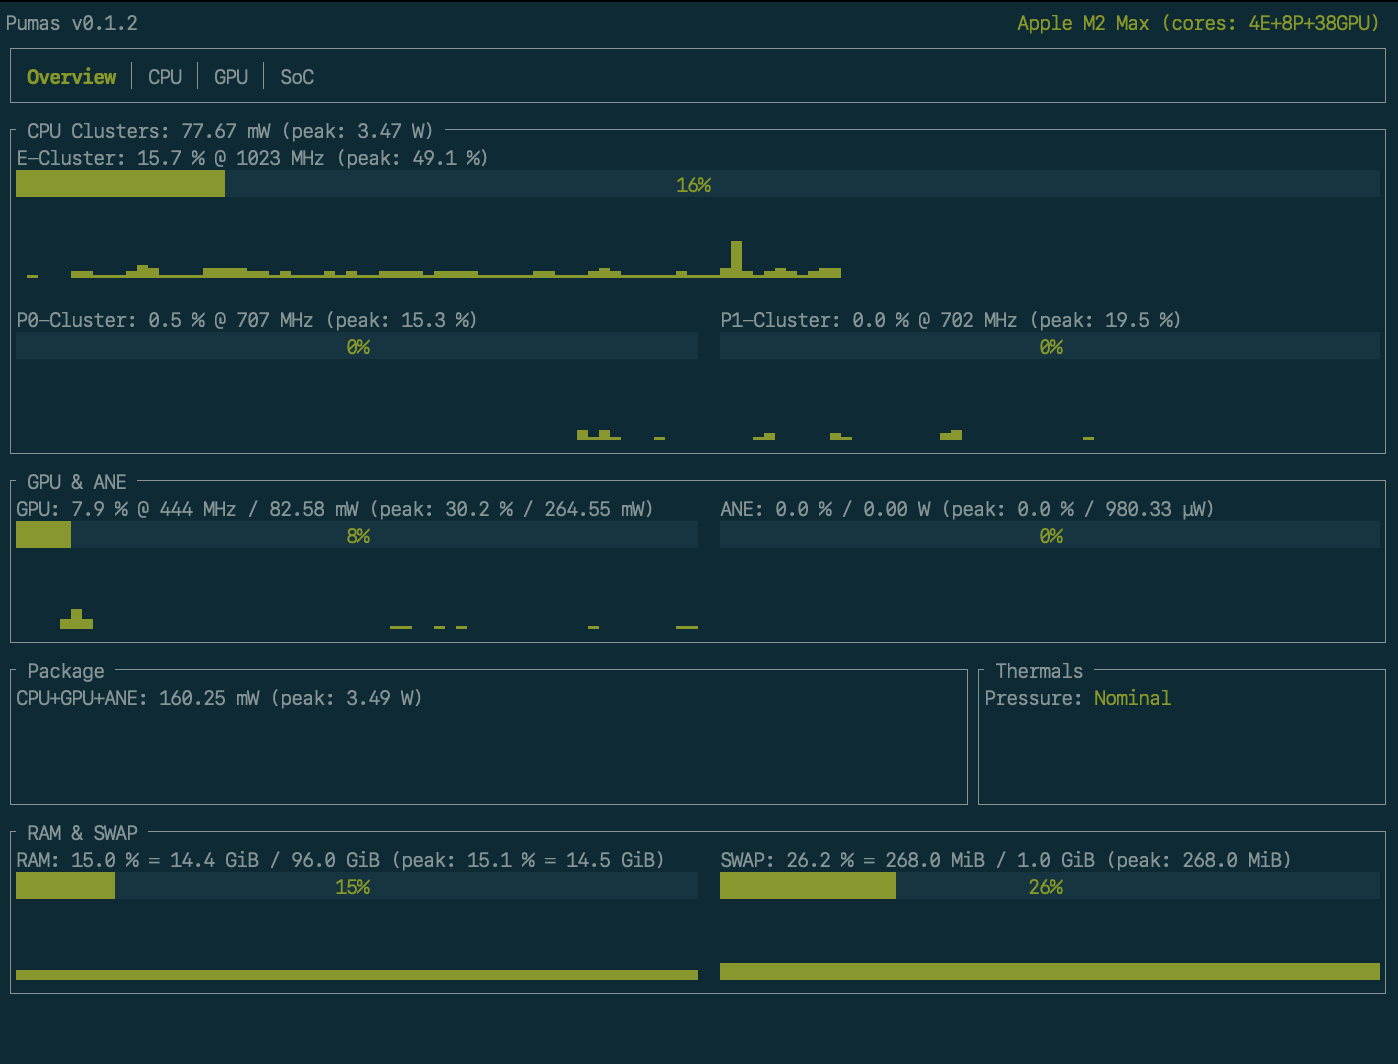 Pumas v0.1.2 Apple M2 Max (cores: 4E+8P+38GPU)
Overview │ CPU │ GPU │ SoC
CPU Clusters: 77.67 mW (peak: 3.47 W)
E-Cluster: 15.7 % @ 1023 MHz (peak: 49.1 %)
16%
P0-Cluster: 0.5 % @ 707 MHz (peak: 15.3 %) P1-Cluster: 0.0 % @ 702 MHz (peak: 19.5 %)
0% 0%
GPU & ANE
GPU: 7.9 % @ 444 MHz / 82.58 mW (peak: 30.2 % / 264.55 mW) ANE: 0.0 % / 0.00 W (peak: 0.0 % / 980.33 µW)
8% 0%
Package Thermals
CPU+GPU+ANE: 160.25 mW (peak: 3.49 W) Pressure: Nominal
RAM & SWAP
RAM: 15.0 % = 14.4 GiB / 96.0 GiB (peak: 15.1 % = 14.5 GiB) SWAP: 26.2 % = 268.0 MiB / 1.0 GiB (peak: 268.0 MiB)
15% 26%